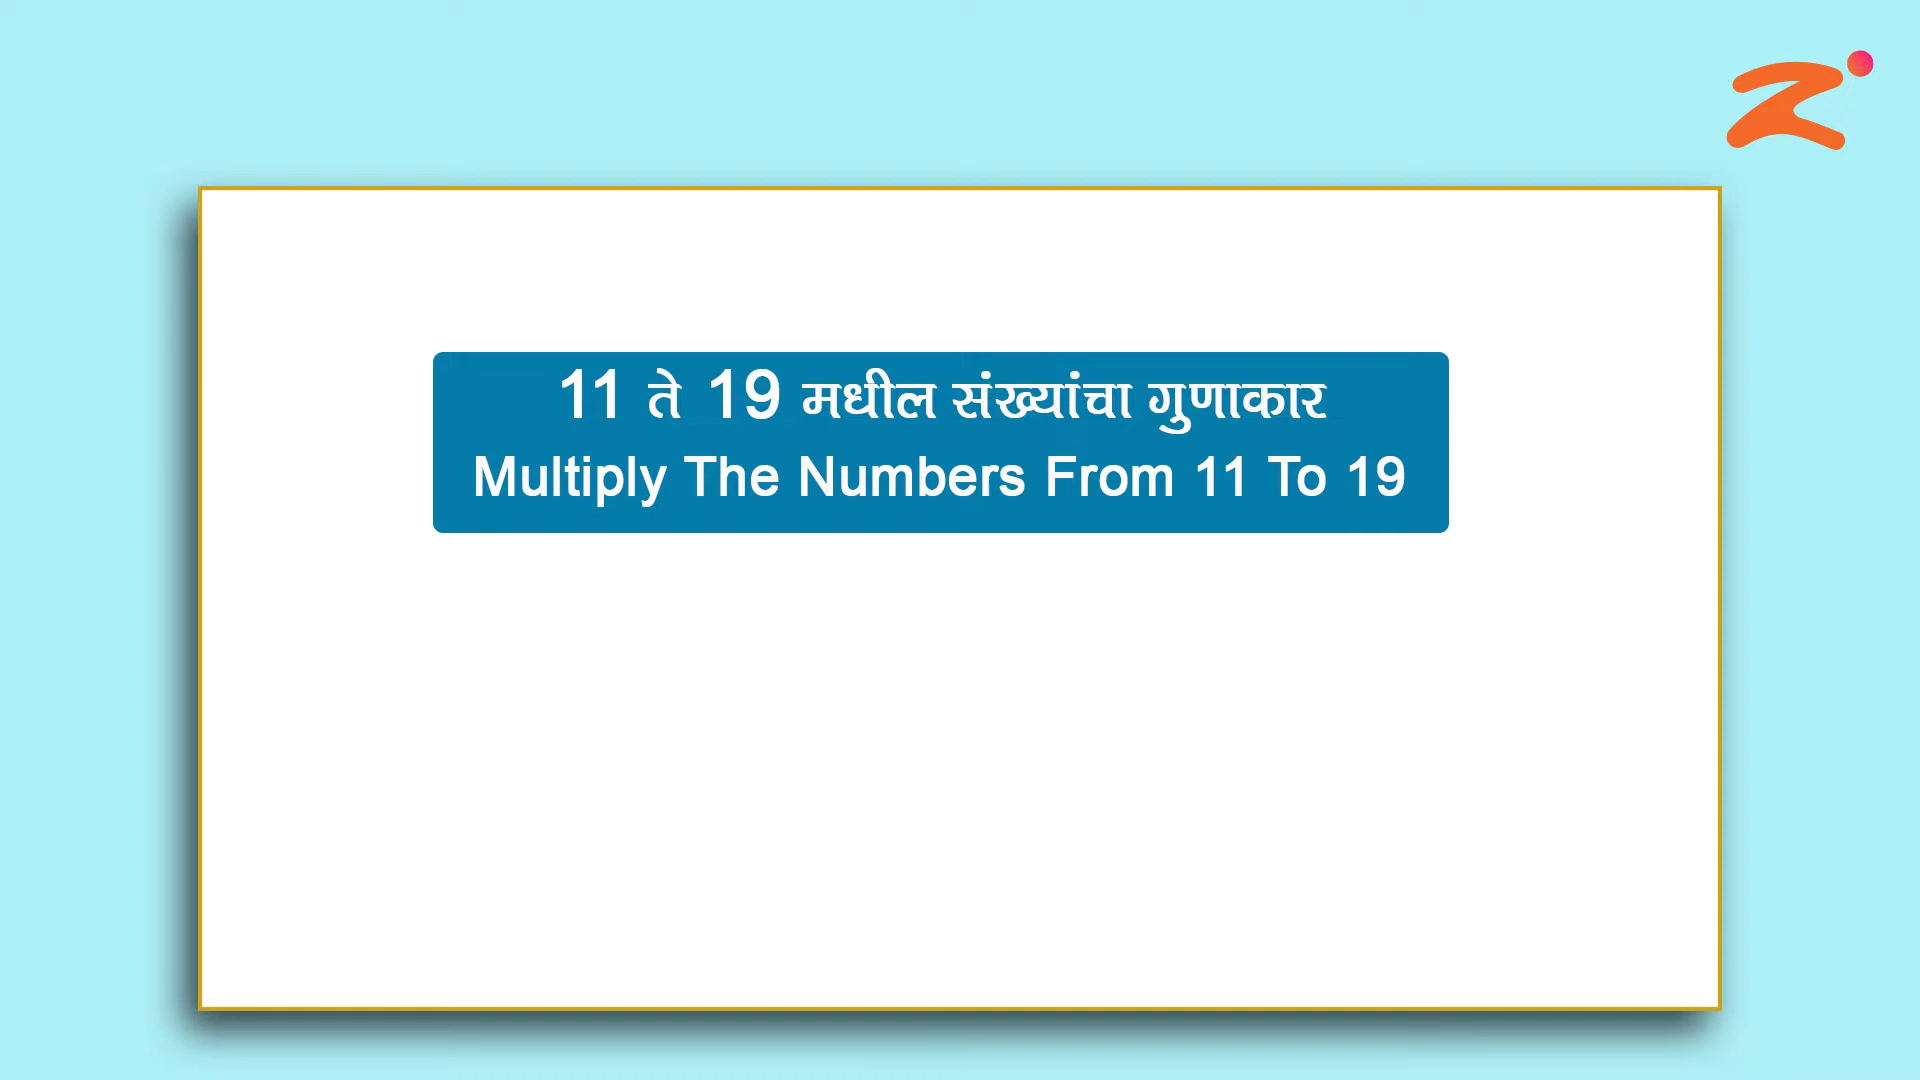 11 ते 19 मधील संख्यांचा गुणाकार
Multiply The Numbers From 11 To 19